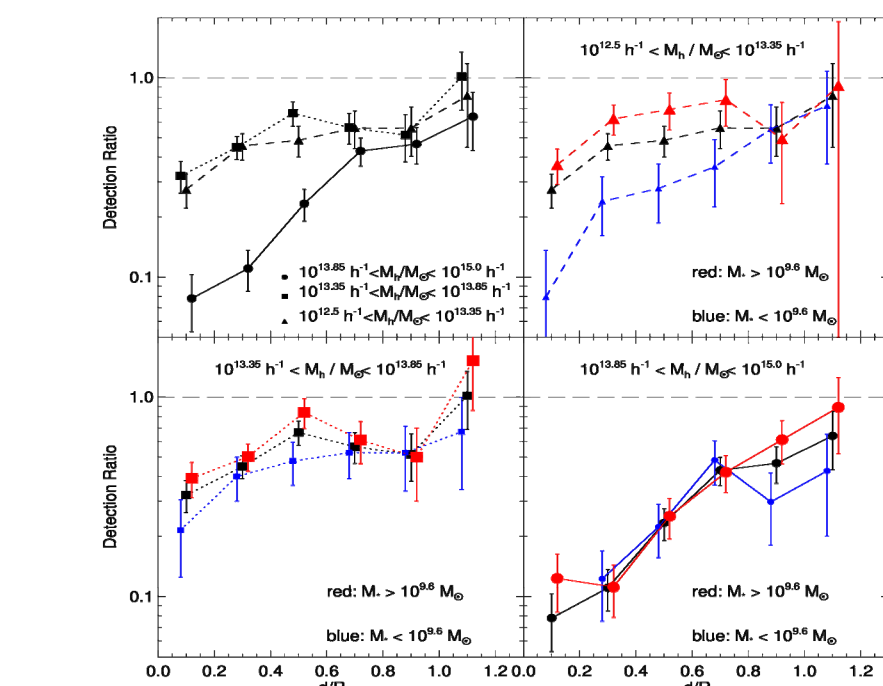 1.0
0.1
Detection Ratio
10^13.85 h^-1<M_h/M_⊙< 10^15.0 h^-1
10^13.35 h^-1<M_h/M_⊙< 10^13.85 h^-1
10^12.5 h^-1<M_h/M_⊙< 10^13.35 h^-1
10^12.5 h^-1 < M_h / M_⊙< 10^13.35 h^-1
red: M_* > 10^9.6 M_⊙
blue: M_* < 10^9.6 M_⊙
1.0
0.1
Detection Ratio
10^13.35 h^-1 < M_h / M_⊙< 10^13.85 h^-1
red: M_* > 10^9.6 M_⊙
blue: M_* < 10^9.6 M_⊙
10^13.85 h^-1 < M_h / M_⊙< 10^15.0 h^-1
red: M_* > 10^9.6 M_⊙
blue: M_* < 10^9.6 M_⊙
0.0 0.2 0.4 0.6 0.8 1.0 1.2 0.0 0.2 0.4 0.6 0.8 1.0 1.2